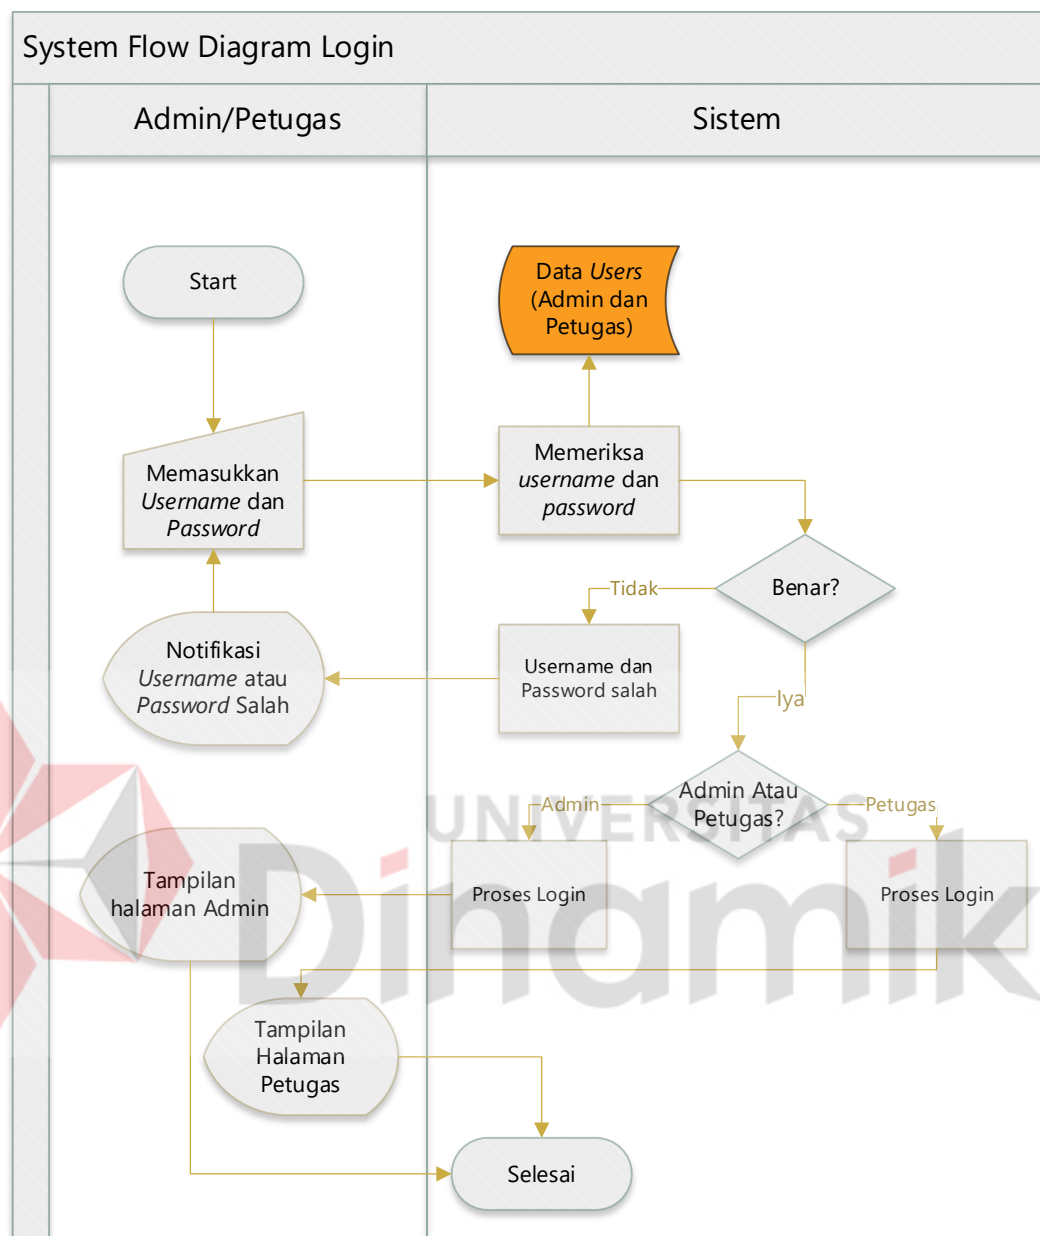 System Flow Diagram Login
Admin/Petugas
Sistem
Start
Data Users
(Admin dan
Petugas)
Memasukkan
Username dan
Password
Memeriksa
username dan
password
Benar?
Tidak
Notifikasi
Username atau
Password Salah
Username dan
Password salah
Iya
Admin Atau
Petugas?
Admin
Petugas
UNIVERSITAS
Dinamika
Tampilan
halaman Admin
Proses Login
Proses Login
Tampilan
Halaman
Petugas
Selesai